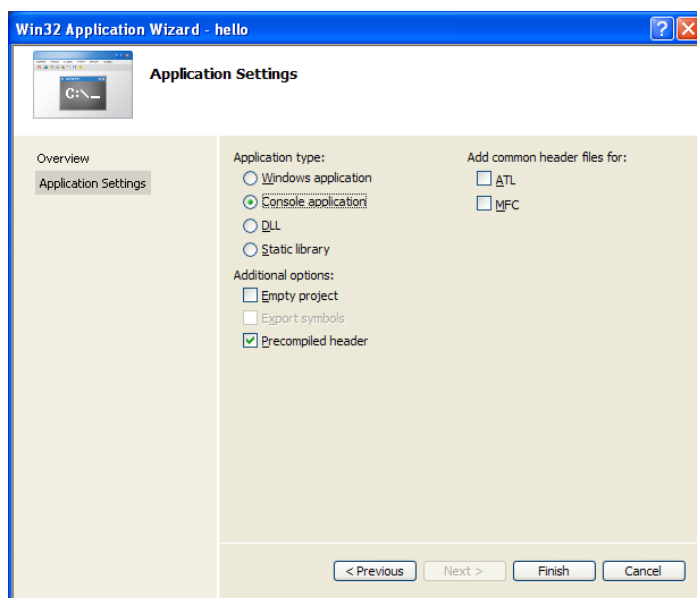 Win32 Application Wizard - hello
C:\_
Application Settings
Overview
Application Settings
Application type:
Windows application
Console application
DLL
Static library
Additional options:
Empty project
Export symbols
Precompiled header
Add common header files for:
ATL
MFC
< Previous
Next >
Finish
Cancel